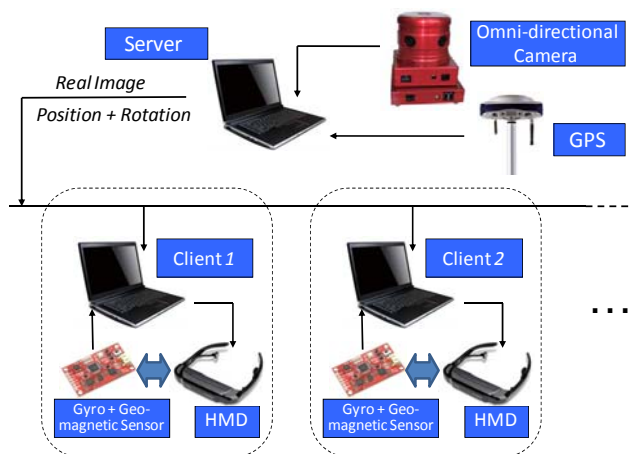 Server
Omni-directional
Camera
Real Image
Position + Rotation
GPS
Client 1
Client 2
...
Gyro + Geo-
magnetic Sensor
HMD
Gyro + Geo-
magnetic Sensor
HMD